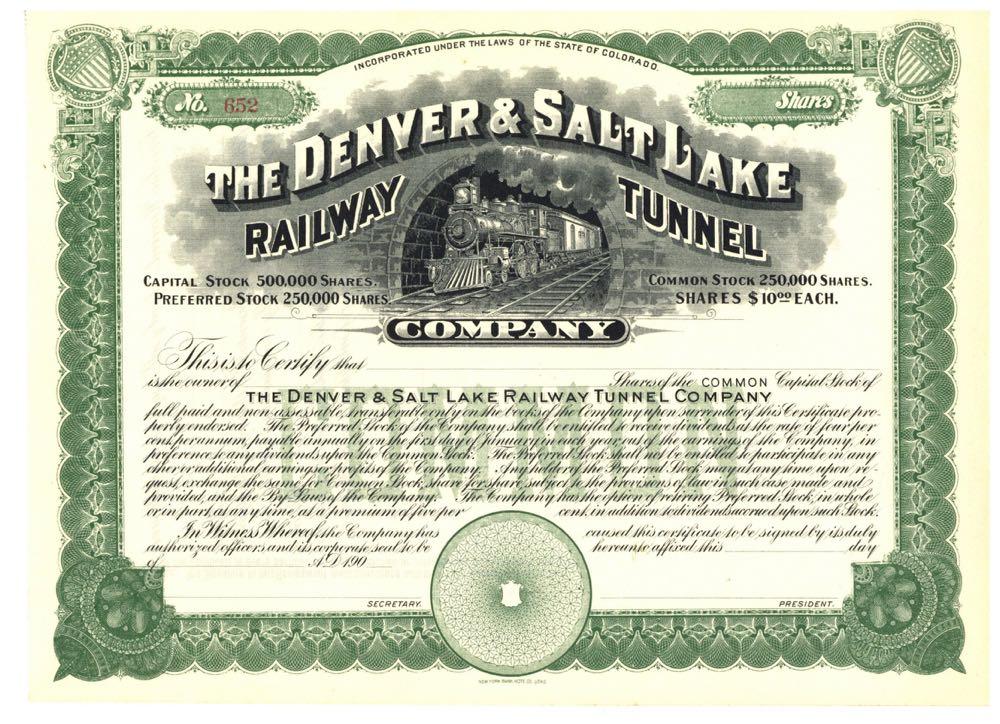 INCORPORATED UNDER THE LAWS OF THE STATE OF COLORADO.
No. 652
Shares
THE DENVER & SALT LAKE
RAILWAY TUNNEL
CAPITAL STOCK 500,000 SHARES.
PREFERRED STOCK 250,000 SHARES.
COMMON STOCK 250,000 SHARES.
SHARES $10.00 EACH.
COMPANY
This is to Certify that
is the owner of Shares of the COMMON Capital Stock of
THE DENVER & SALT LAKE RAILWAY TUNNEL COMPANY
full paid and non-assessable, transferable only on the books of the Company upon surrender of this Certificate pro-
perly endorsed. The Preferred Stock of the Company shall be entitled to receive dividends at the rate of four per
cent. per annum, payable annually on the first day of January in each year, out of the earnings of the Company, in
preference to any dividends upon the Common Stock. The Preferred Stock shall not be entitled to participate in any
other or additional earnings or profits of the Company. Any holder of the Preferred Stock may at any time upon re-
quest, exchange the same for Common Stock, share for share, subject to the provisions of law in such case made and
provided, and the By-Laws of the Company. The Company has the option of retiring Preferred Stock, in whole
or in part, at any time, at a premium of five per cent. in addition to dividends accrued upon such Stock.
In Witness Whereof, the Company has caused this certificate to be signed by its duly
authorized officers and its corporate seal to be hereunto affixed this day
of A.D. 190
SECRETARY.
PRESIDENT.